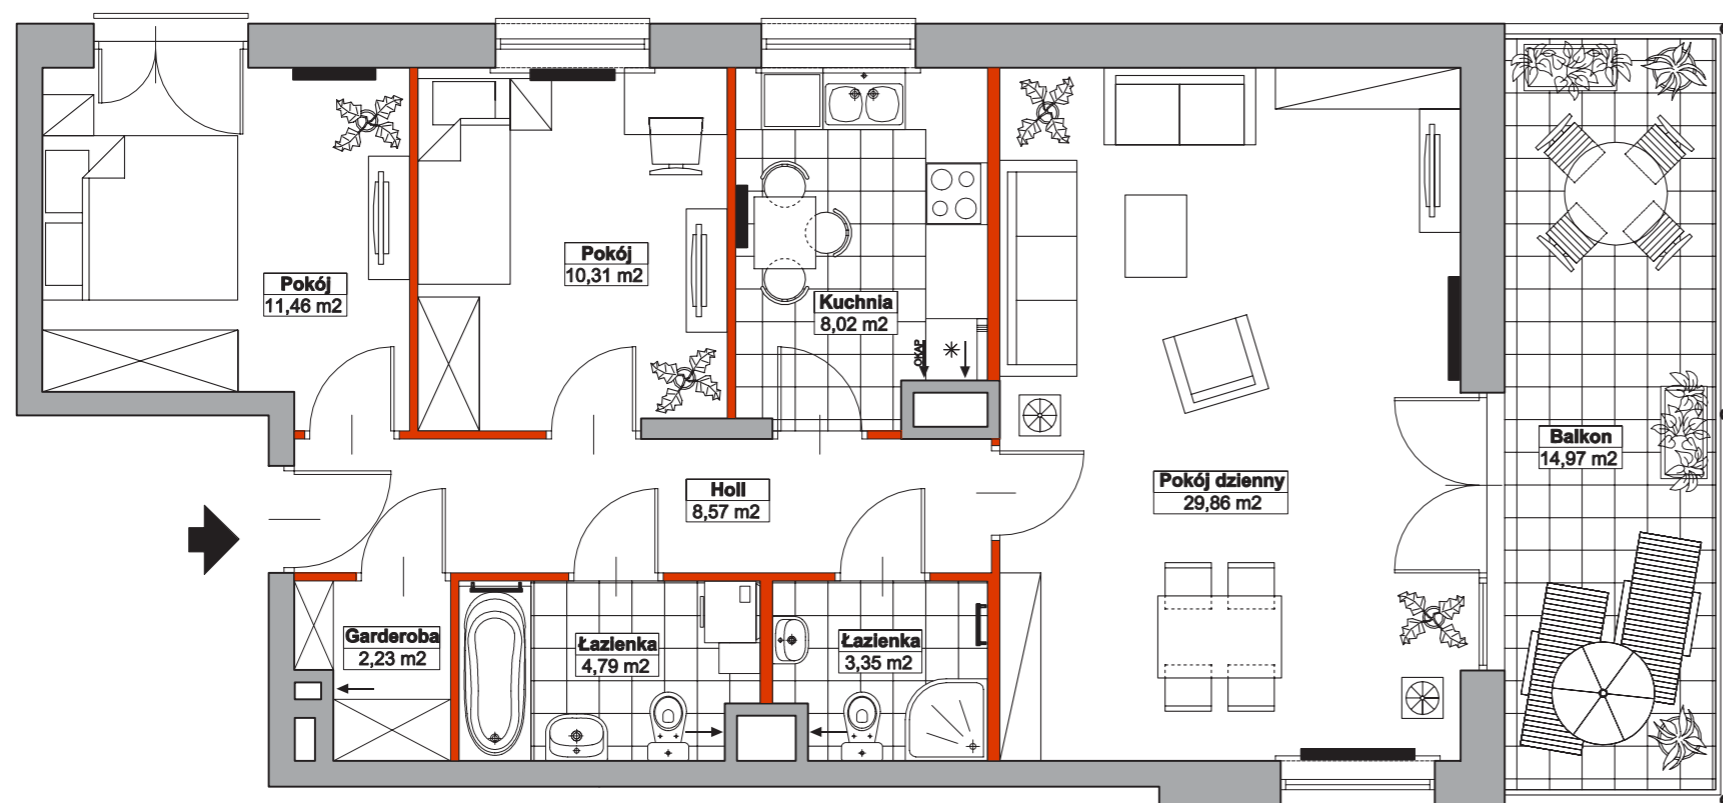 Pokój
11,46 m2
Pokój
10,31 m2
Kuchnia
8,02 m2
OKAP
Holl
8,57 m2
Pokój dzienny
29,86 m2
Balkon
14,97 m2
Garderoba
2,23 m2
Łazienka
4,79 m2
Łazienka
3,35 m2